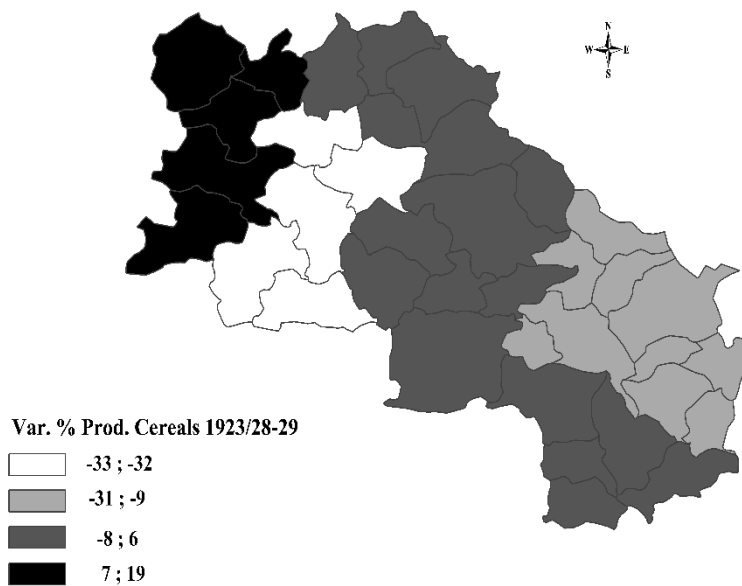 N
W E
S
Var. % Prod. Cereals 1923/28-29
-33 ; -32
-31 ; -9
-8 ; 6
7 ; 19